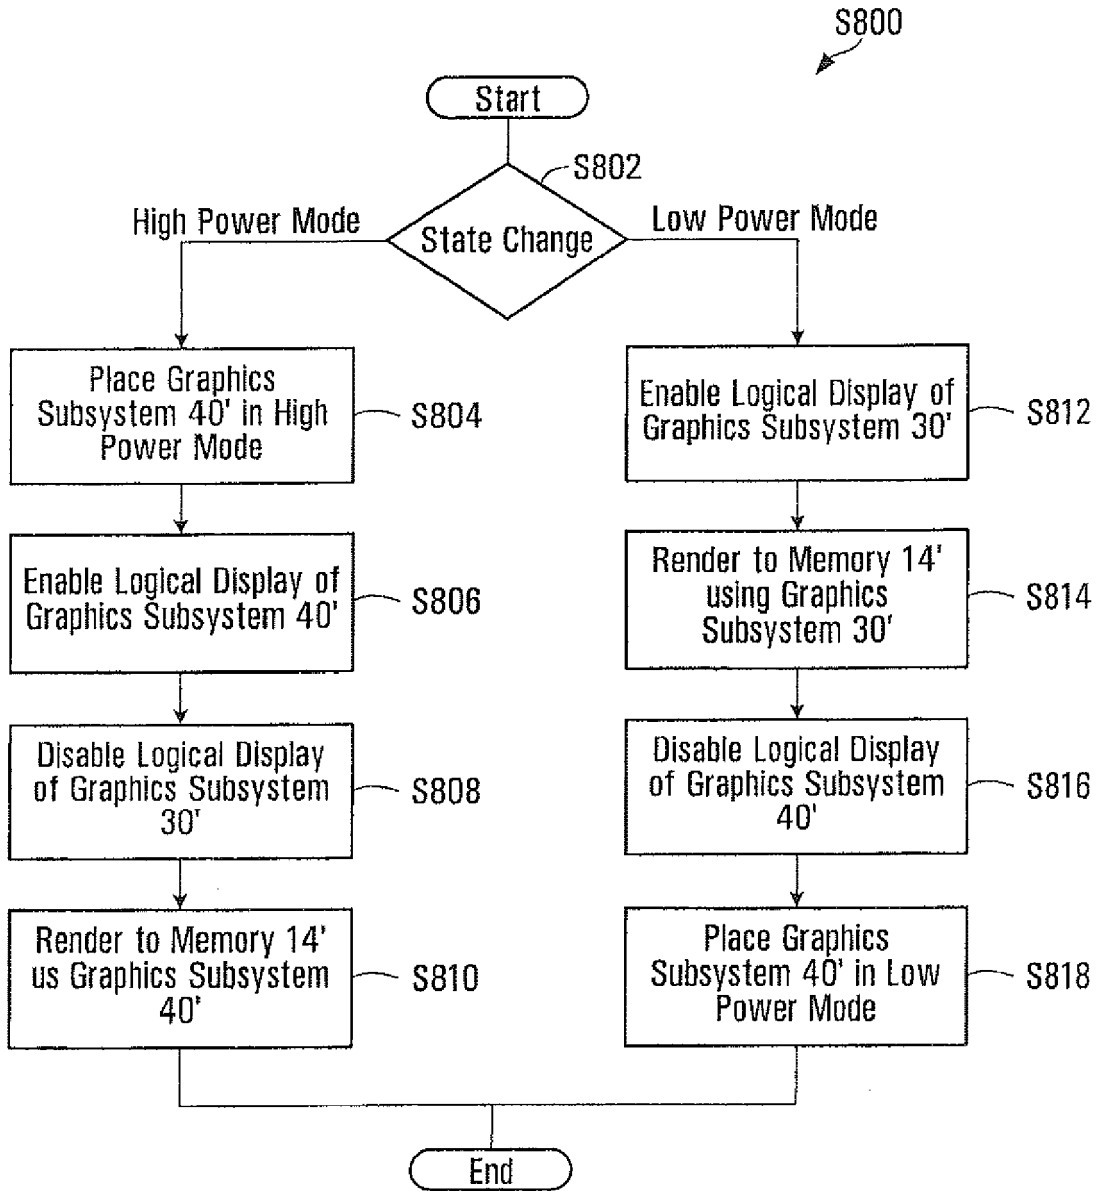 S800
Start
S802
High Power Mode
State Change
Low Power Mode
Place Graphics
Subsystem 40' in High
Power Mode
S804
Enable Logical Display of
Graphics Subsystem 40'
S806
Disable Logical Display
of Graphics Subsystem
30'
S808
Render to Memory 14'
us Graphics Subsystem
40'
S810
Enable Logical Display of
Graphics Subsystem 30'
S812
Render to Memory 14'
using Graphics
Subsystem 30'
S814
Disable Logical Display
of Graphics Subsystem
40'
S816
Place Graphics
Subsystem 40' in Low
Power Mode
S818
End